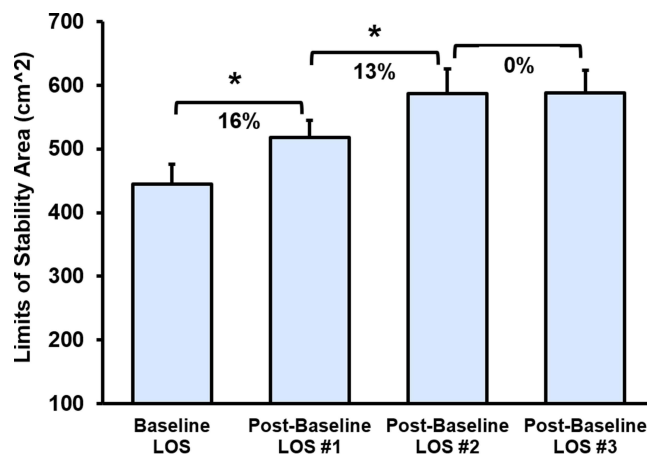 Limits of Stability Area (cm^2)
700
600
500
400
300
200
100
*
16%
*
13%
0%
Baseline
LOS
Post-Baseline
LOS #1
Post-Baseline
LOS #2
Post-Baseline
LOS #3